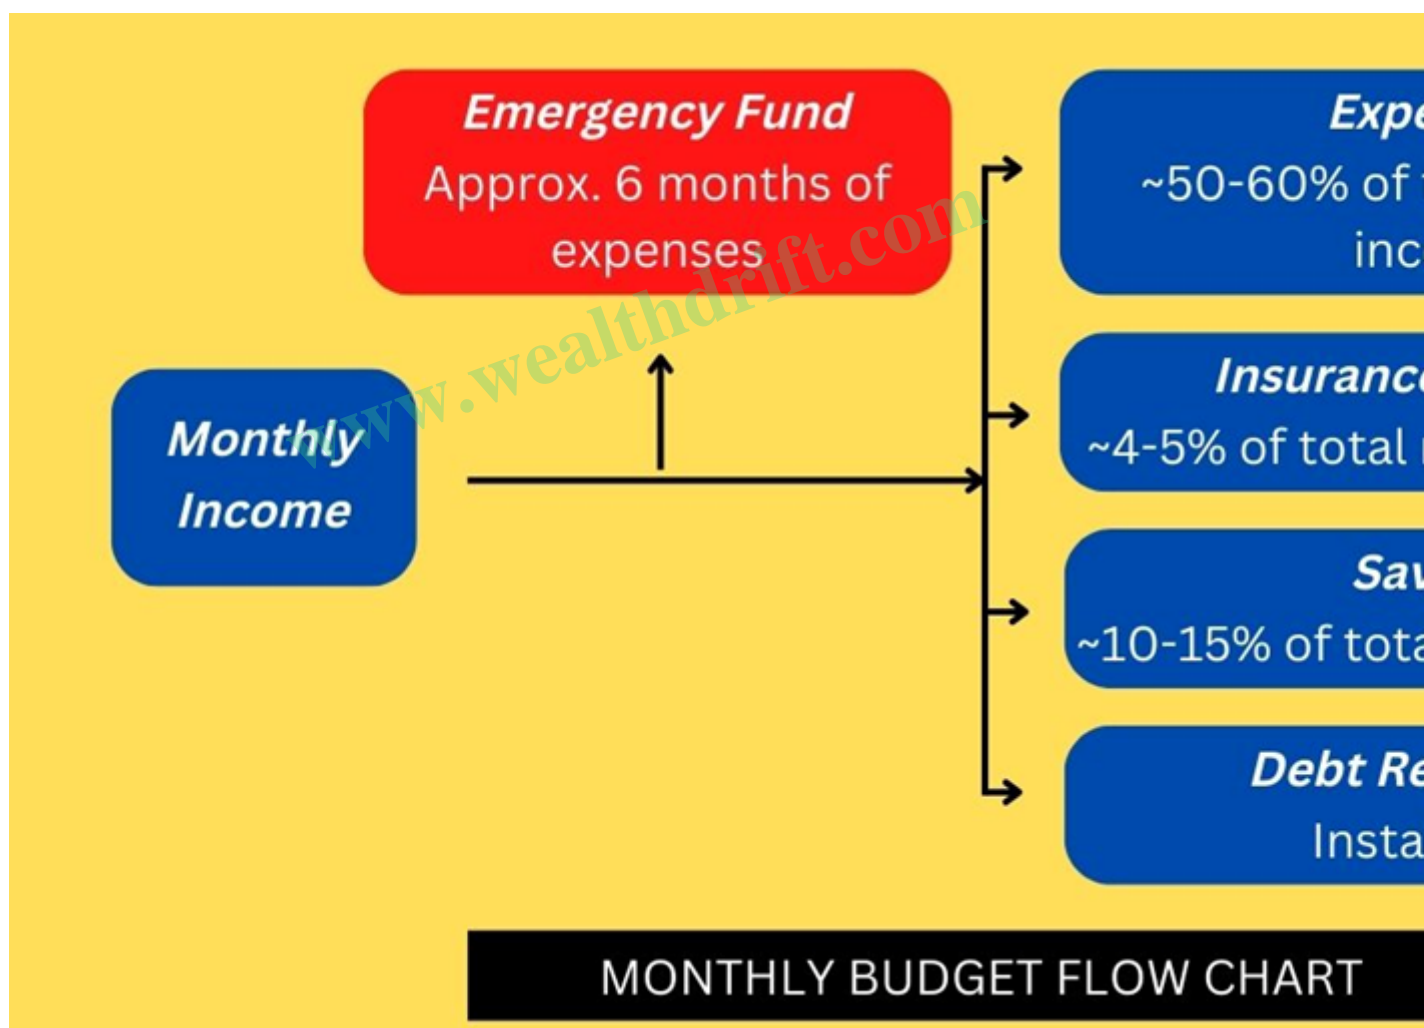 Emergency Fund
Approx. 6 months of
expenses
Monthly
Income
~50-60% of
Insurance
~4-5% of total
~10-15% of
Debt
MONTHLY BUDGET FLOW CHART
www.wealthdrift.com